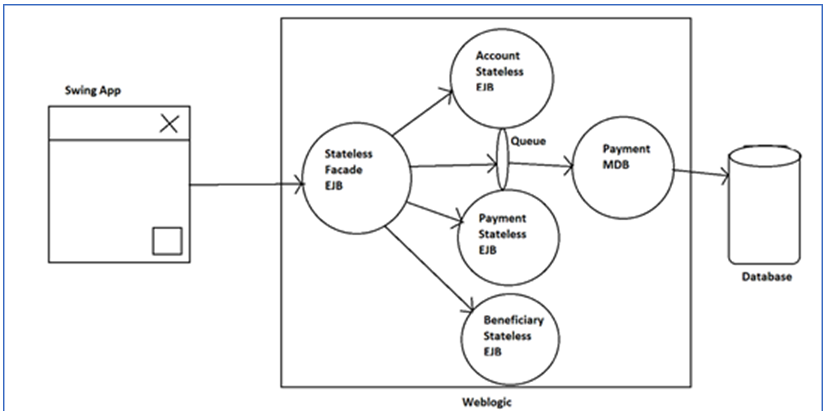 Swing App
Stateless
Facade
EJB
Account
Stateless
EJB
Queue
Payment
MDB
Payment
Stateless
EJB
Beneficiary
Stateless
EJB
Database
Weblogic